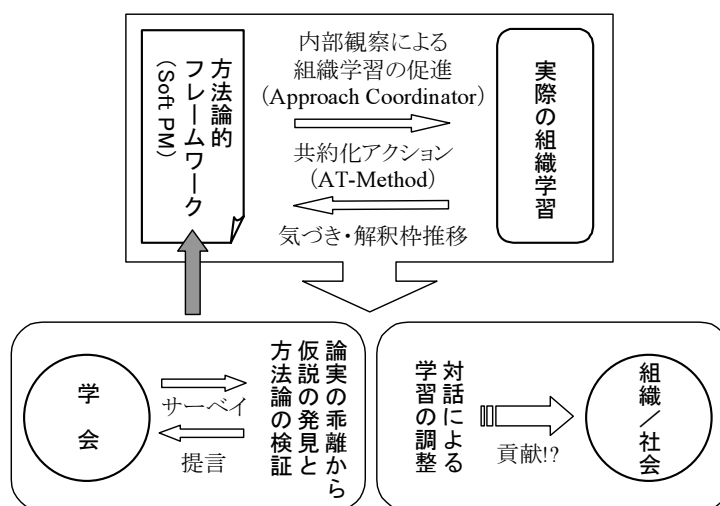 方法論的
フレームワーク
(Soft PM)
内部観察による
組織学習の促進
(Approach Coordinator)
共約化アクション
(AT-Method)
気づき・解釈枠推移
実際の組織学習
学会
サーベイ
提言
論実の乖離から
仮説の発見と
方法論の検証
対話による
学習の調整
貢献!?
組織/社会